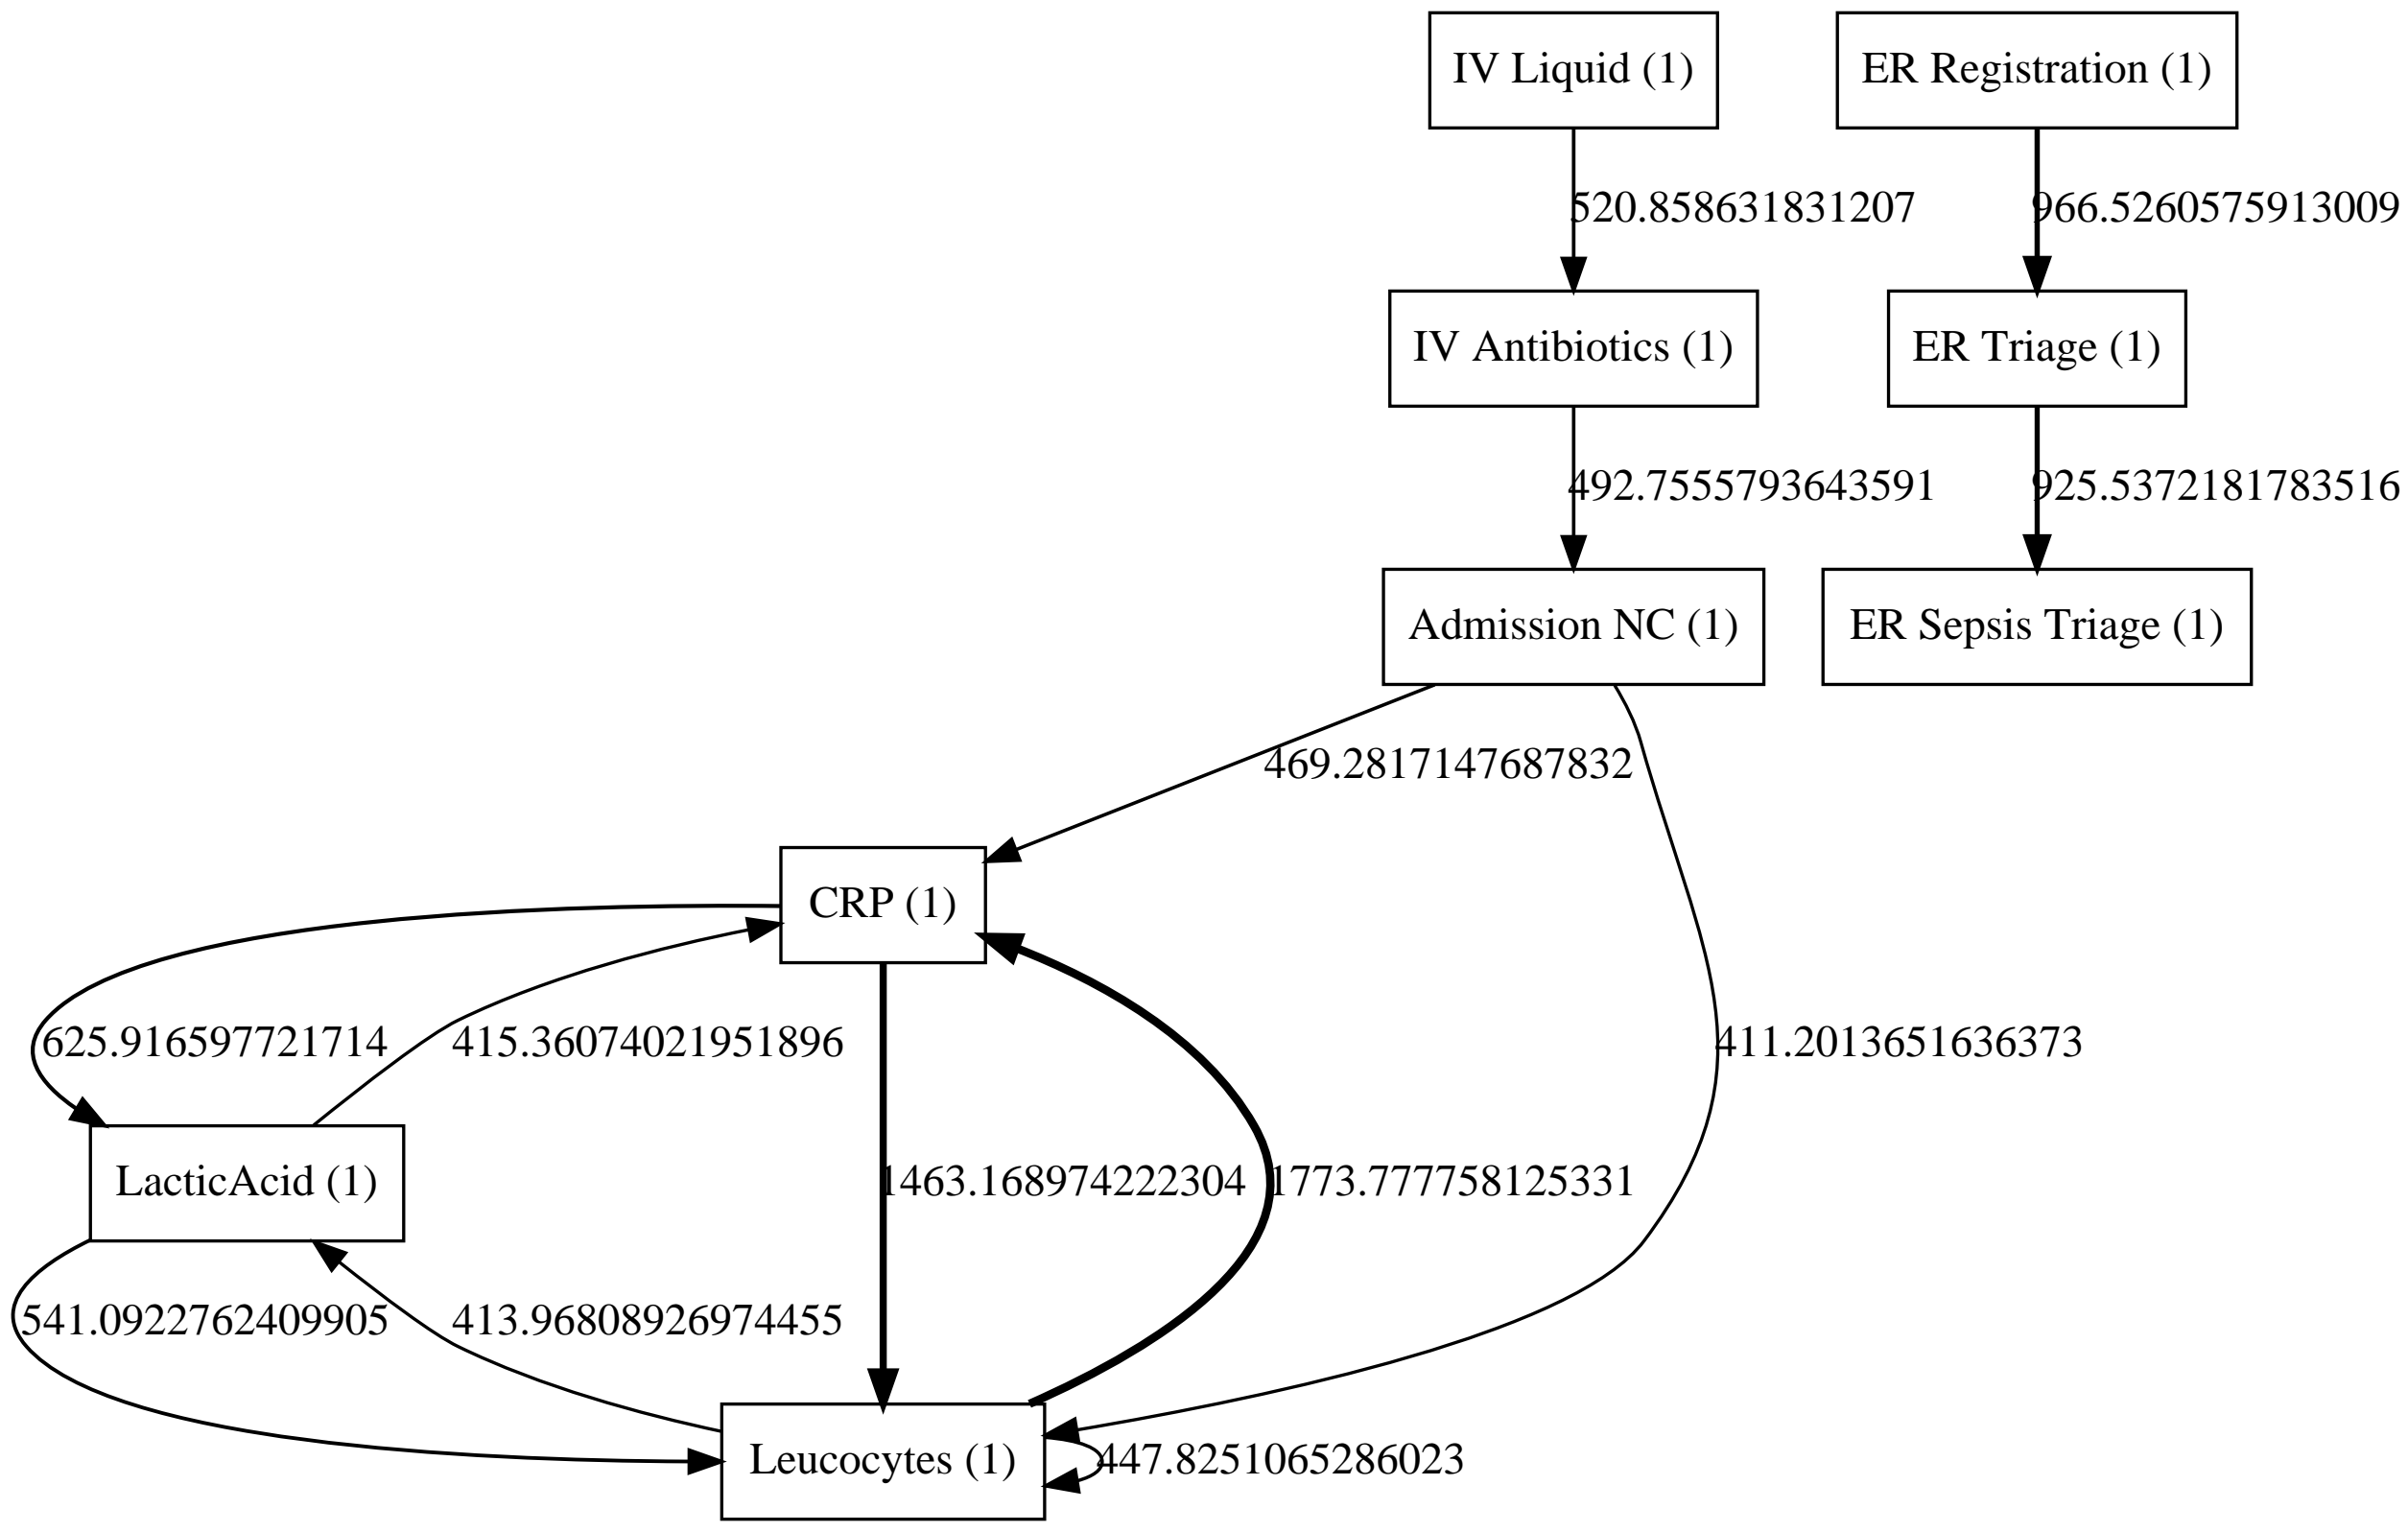 IV Liquid (1)
ER Registration (1)
520.858631831207
966.5260575913009
IV Antibiotics (1)
ER Triage (1)
492.7555793643591
925.5372181783516
Admission NC (1)
ER Sepsis Triage (1)
469.2817147687832
CRP (1)
625.916597721714
415.36074021951896
411.2013651636373
LacticAcid (1)
1463.168974222304
1773.777758125331
541.0922762409905
413.96808926974455
Leucocytes (1)
447.8251065286023